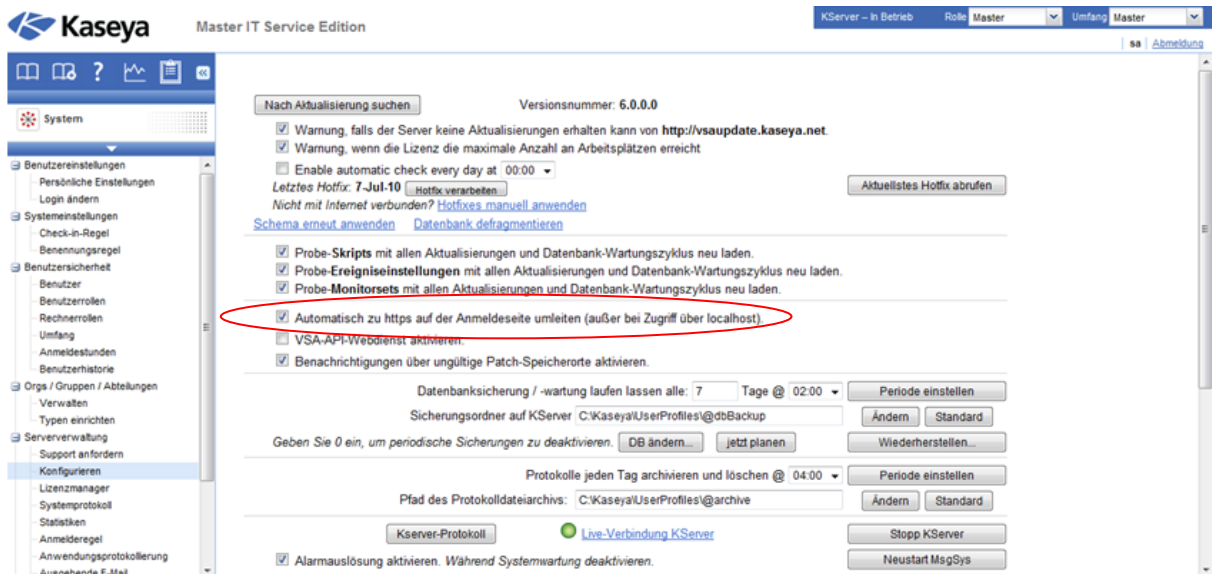 Kaseya Master IT Service Edition
KServer – In Betrieb Rolle Master Umfang Master
sa Abmeldung
System
Benutzereinstellungen
Persönliche Einstellungen
Login ändern
Systemeinstellungen
Check-in-Regel
Benennungsregel
Benutzersicherheit
Benutzer
Benutzerrollen
Rechnerrollen
Umfang
Anmeldestunden
Benutzerhistorie
Orgs / Gruppen / Abteilungen
Verwalten
Typen einrichten
Serververwaltung
Support anfordern
Konfigurieren
Lizenzmanager
Systemprotokoll
Statistiken
Anmelderegel
Anwendungsprotokollierung
Ausgehende E-Mail
Nach Aktualisierung suchen Versionsnummer: 6.0.0.0
Warnung, falls der Server keine Aktualisierungen erhalten kann von http://vsaupdate.kaseya.net.
Warnung, wenn die Lizenz die maximale Anzahl an Arbeitsplätzen erreicht
Enable automatic check every day at 00:00
Letztes Hotfix: 7-Jul-10 Hotfix verarbeiten Aktuellstes Hotfix abrufen
Nicht mit Internet verbunden? Hotfixes manuell anwenden
Schema erneut anwenden Datenbank defragmentieren
Probe-Skripts mit allen Aktualisierungen und Datenbank-Wartungszyklus neu laden.
Probe-Ereigniseinstellungen mit allen Aktualisierungen und Datenbank-Wartungszyklus neu laden.
Probe-Monitorsets mit allen Aktualisierungen und Datenbank-Wartungszyklus neu laden.
Automatisch zu https auf der Anmeldeseite umleiten (außer bei Zugriff über localhost).
VSA-API-Webdienst aktivieren.
Benachrichtigungen über ungültige Patch-Speicherorte aktivieren.
Datenbanksicherung / -wartung laufen lassen alle: 7 Tage @ 02:00 Periode einstellen
Sicherungsordner auf KServer C:\Kaseya\UserProfiles\@dbBackup Ändern Standard
Geben Sie 0 ein, um periodische Sicherungen zu deaktivieren. DB ändern... jetzt planen Wiederherstellen...
Protokolle jeden Tag archivieren und löschen @ 04:00 Periode einstellen
Pfad des Protokolldateiarchivs: C:\Kaseya\UserProfiles\@archive Ändern Standard
Kserver-Protokoll Live-Verbindung KServer Stopp KServer
Alarmauslösung aktivieren. Während Systemwartung deaktivieren. Neustart MsgSys